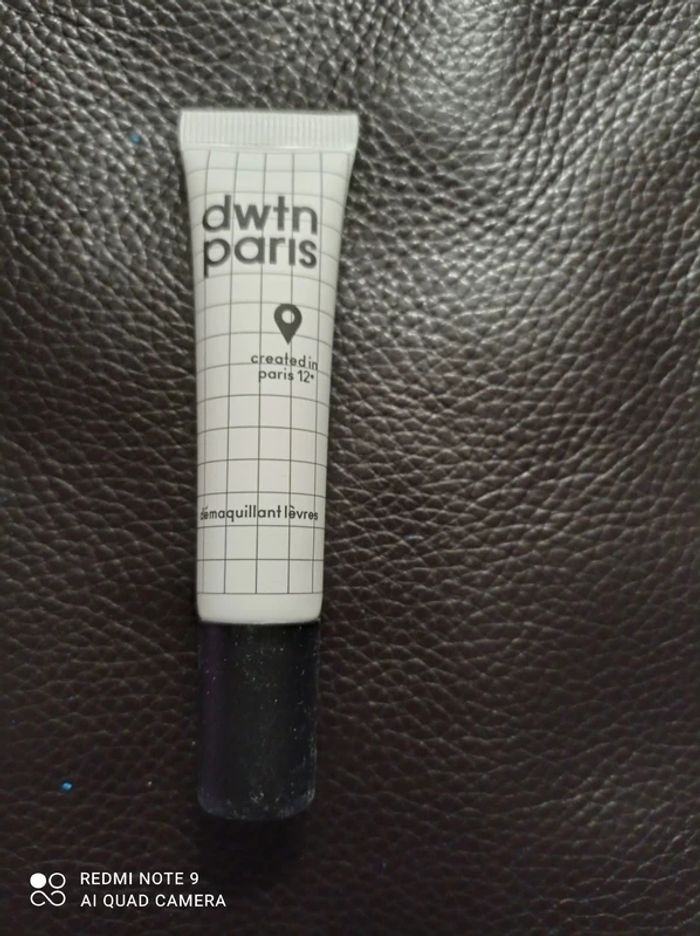 dwtn
paris
created in
paris 12e
démaquillant lèvres
REDMI NOTE 9
AI QUAD CAMERA